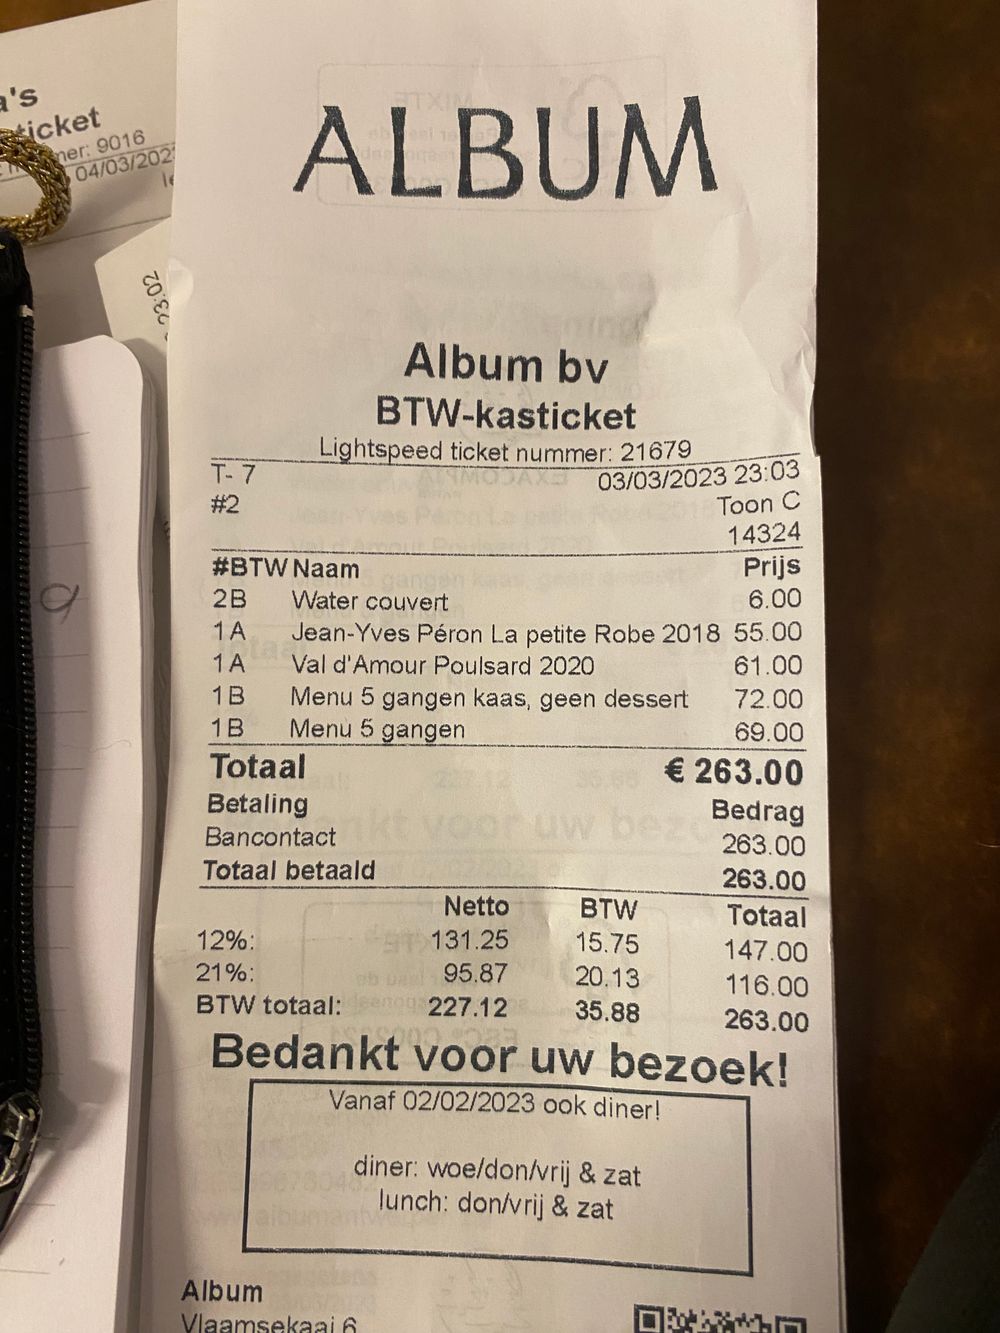 a's
ticket
mer: 9016
04/03/202
23:02
ALBUM
Album bv
BTW-kasticket
Lightspeed ticket nummer: 21679
T- 7 03/03/2023 23:03
#2 Toon C
14324
#BTW Naam Prijs
2B Water couvert 6.00
1A Jean-Yves Péron La petite Robe 2018 55.00
1A Val d'Amour Poulsard 2020 61.00
1B Menu 5 gangen kaas, geen dessert 72.00
1B Menu 5 gangen 69.00
Totaal € 263.00
Betaling Bedrag
Bancontact 263.00
Totaal betaald 263.00
Netto BTW Totaal
12%: 131.25 15.75 147.00
21%: 95.87 20.13 116.00
BTW totaal: 227.12 35.88 263.00
Bedankt voor uw bezoek!
Vanaf 02/02/2023 ook diner!
diner: woe/don/vrij & zat
lunch: don/vrij & zat
Album
Vlaamsekaai 6